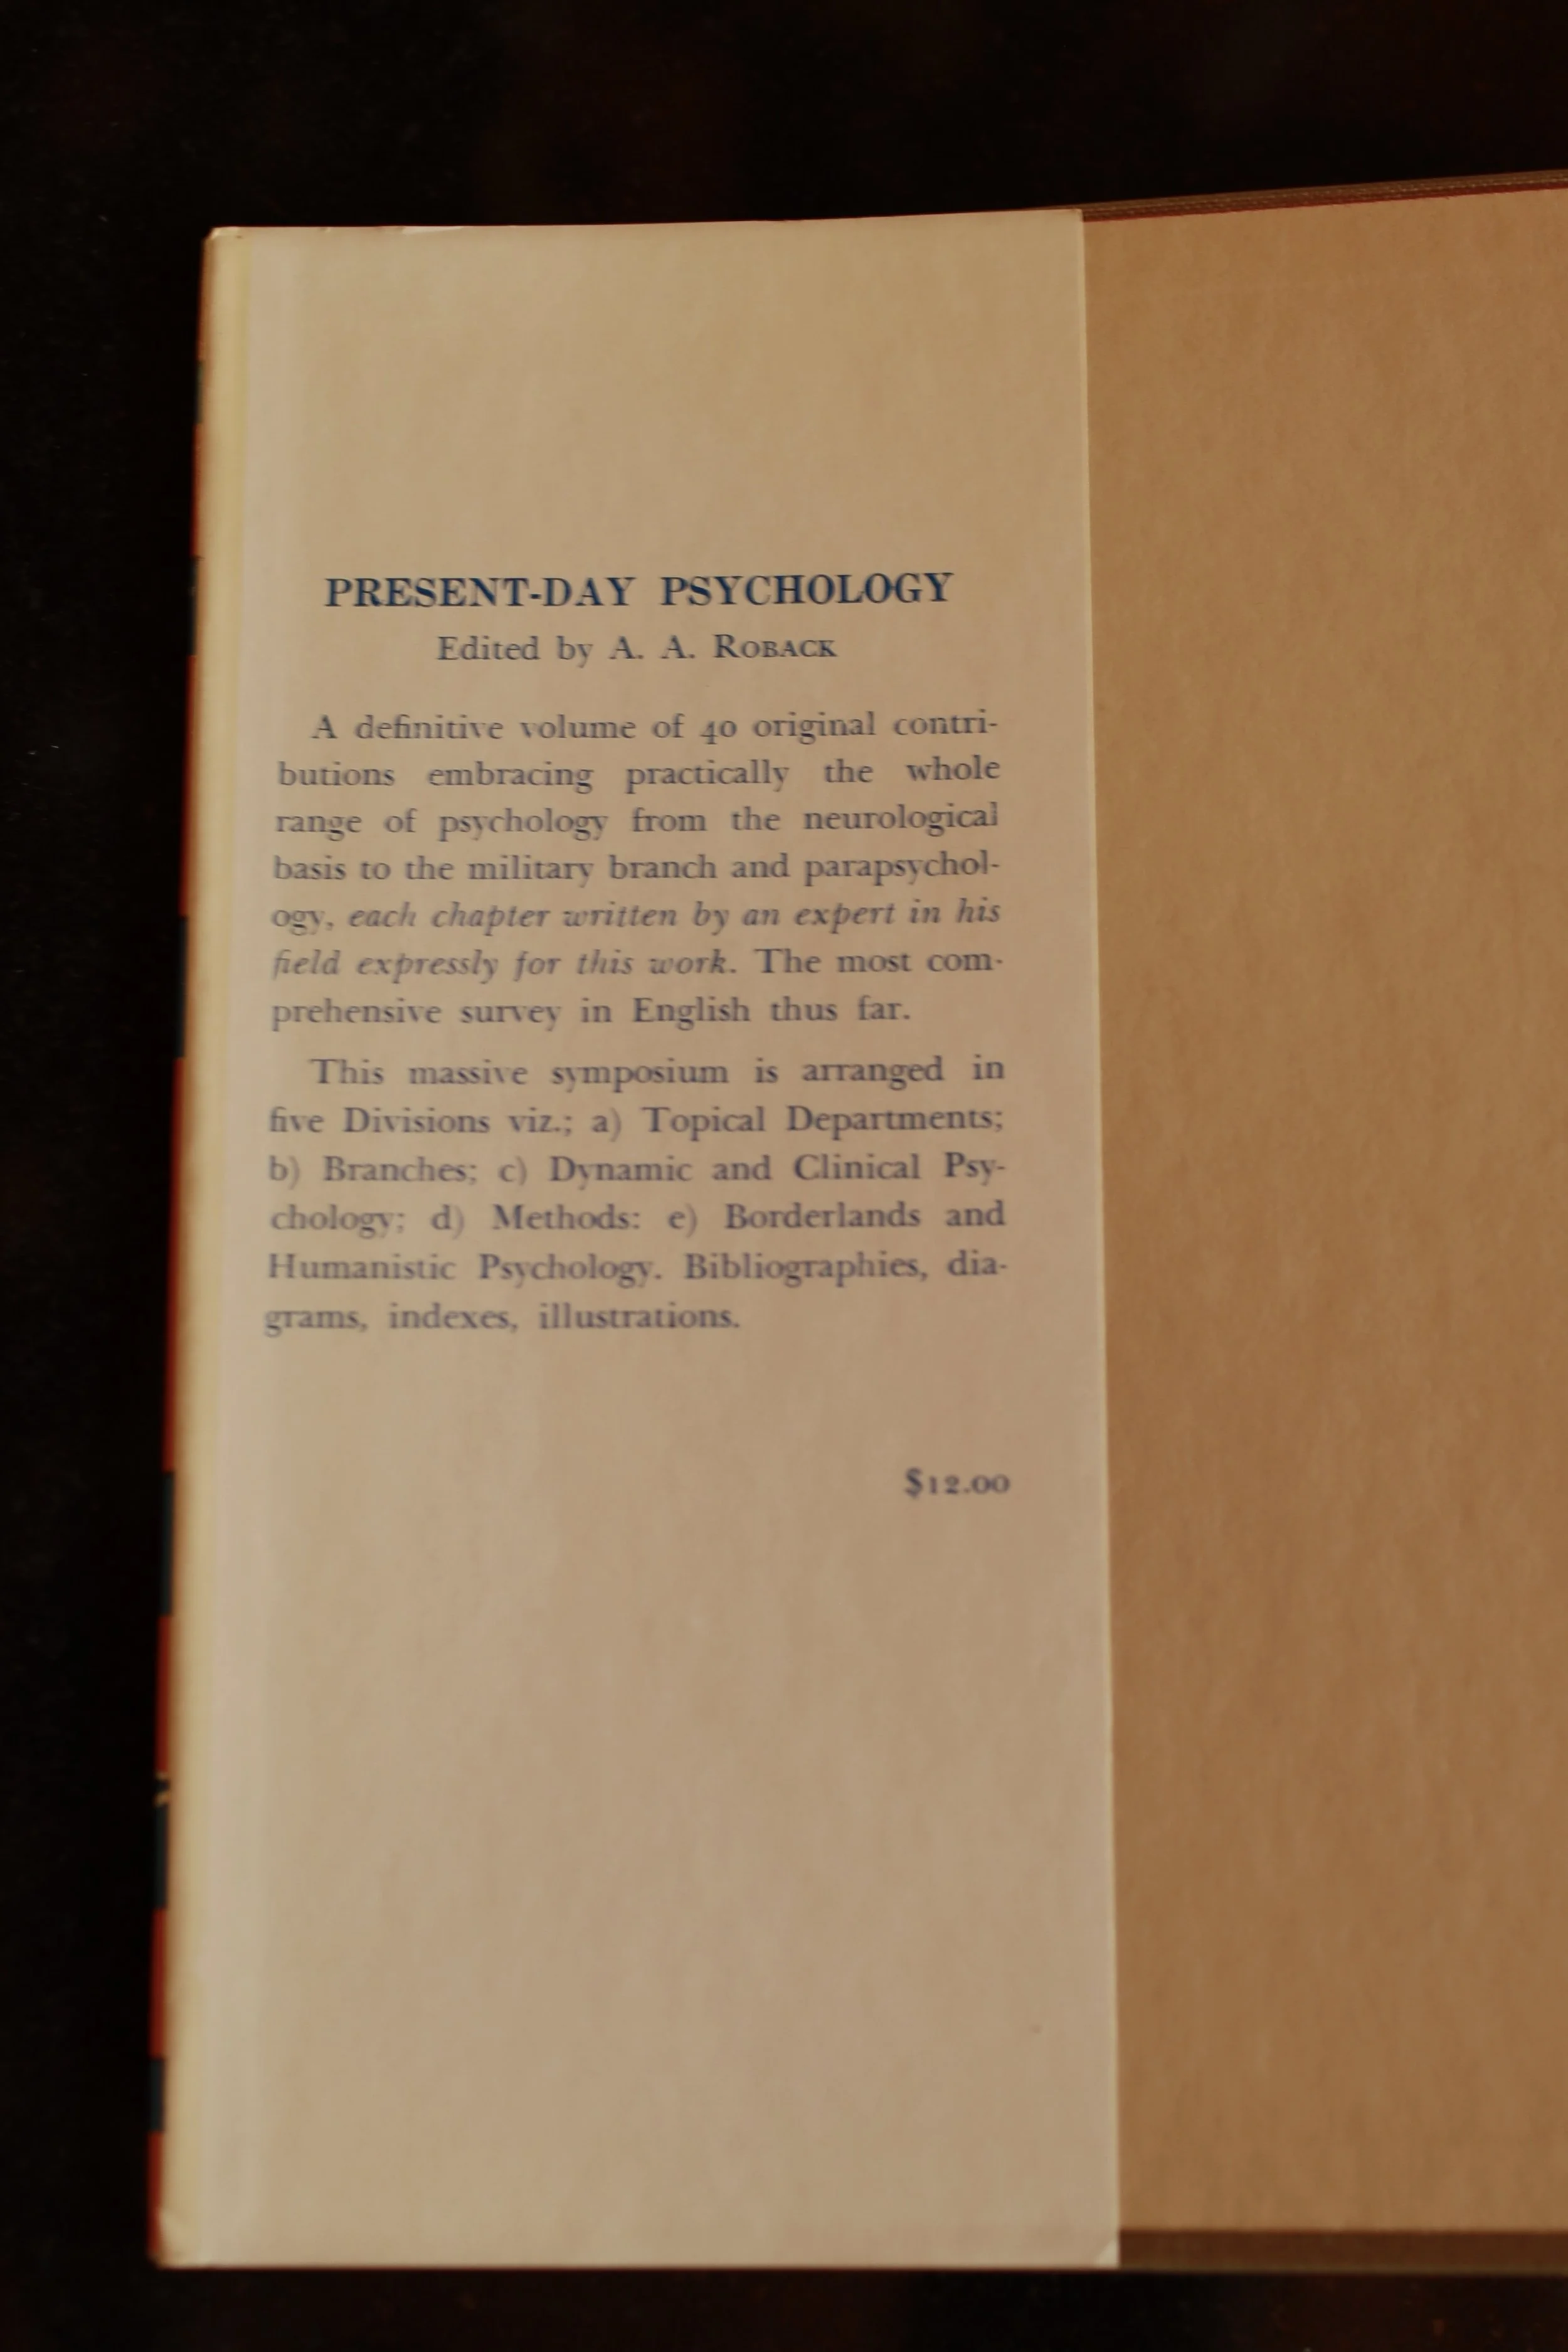 PRESENT-DAY PSYCHOLOGY
Edited by A. A. ROBACK
A definitive volume of 40 original contri-
butions embracing practically the whole
range of psychology from the neurological
basis to the military branch and parapsychol-
ogy, each chapter written by an expert in his
field expressly for this work. The most com-
prehensive survey in English thus far.
This massive symposium is arranged in
five Divisions viz.; a) Topical Departments;
b) Branches; c) Dynamic and Clinical Psy-
chology; d) Methods: e) Borderlands and
Humanistic Psychology. Bibliographies, dia-
grams, indexes, illustrations.
$12.00